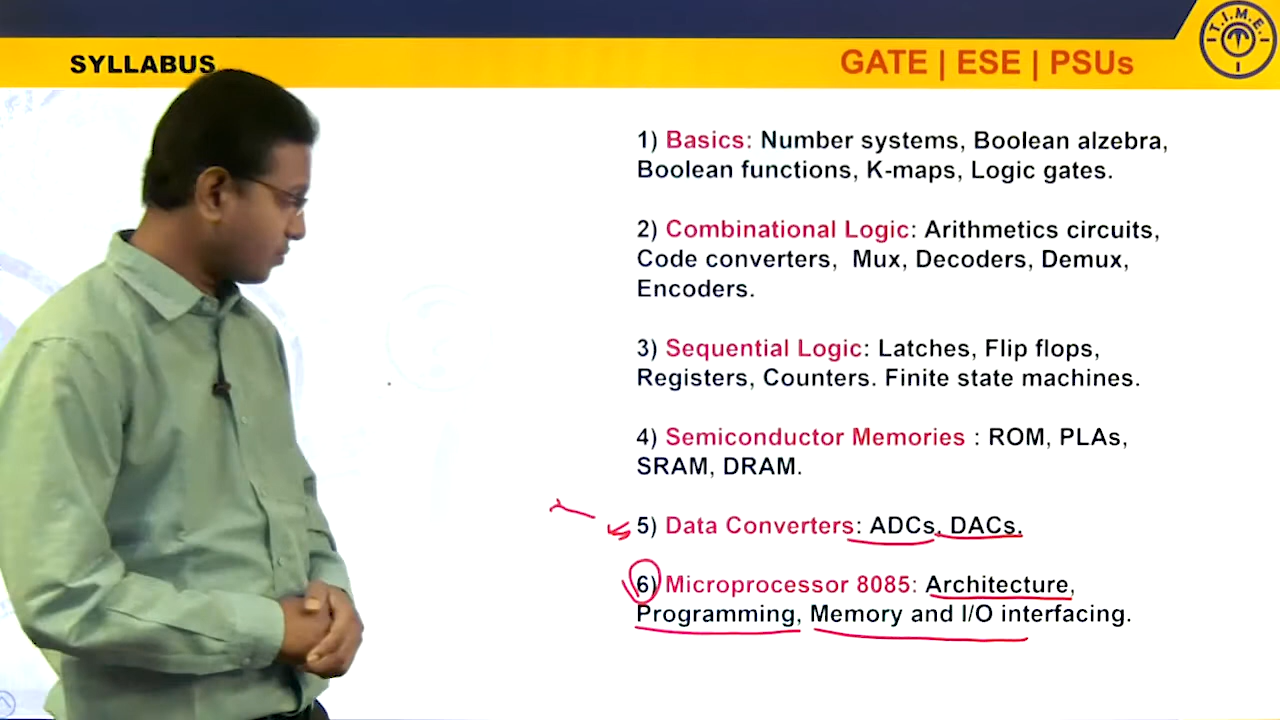 SYLLABUS
GATE | ESE | PSUs
T.I.M.E.
1) Basics: Number systems, Boolean alzebra,
Boolean functions, K-maps, Logic gates.
2) Combinational Logic: Arithmetics circuits,
Code converters, Mux, Decoders, Demux,
Encoders.
3) Sequential Logic: Latches, Flip flops,
Registers, Counters. Finite state machines.
4) Semiconductor Memories : ROM, PLAs,
SRAM, DRAM.
5) Data Converters: ADCs, DACs.
6) Microprocessor 8085: Architecture,
Programming, Memory and I/O interfacing.